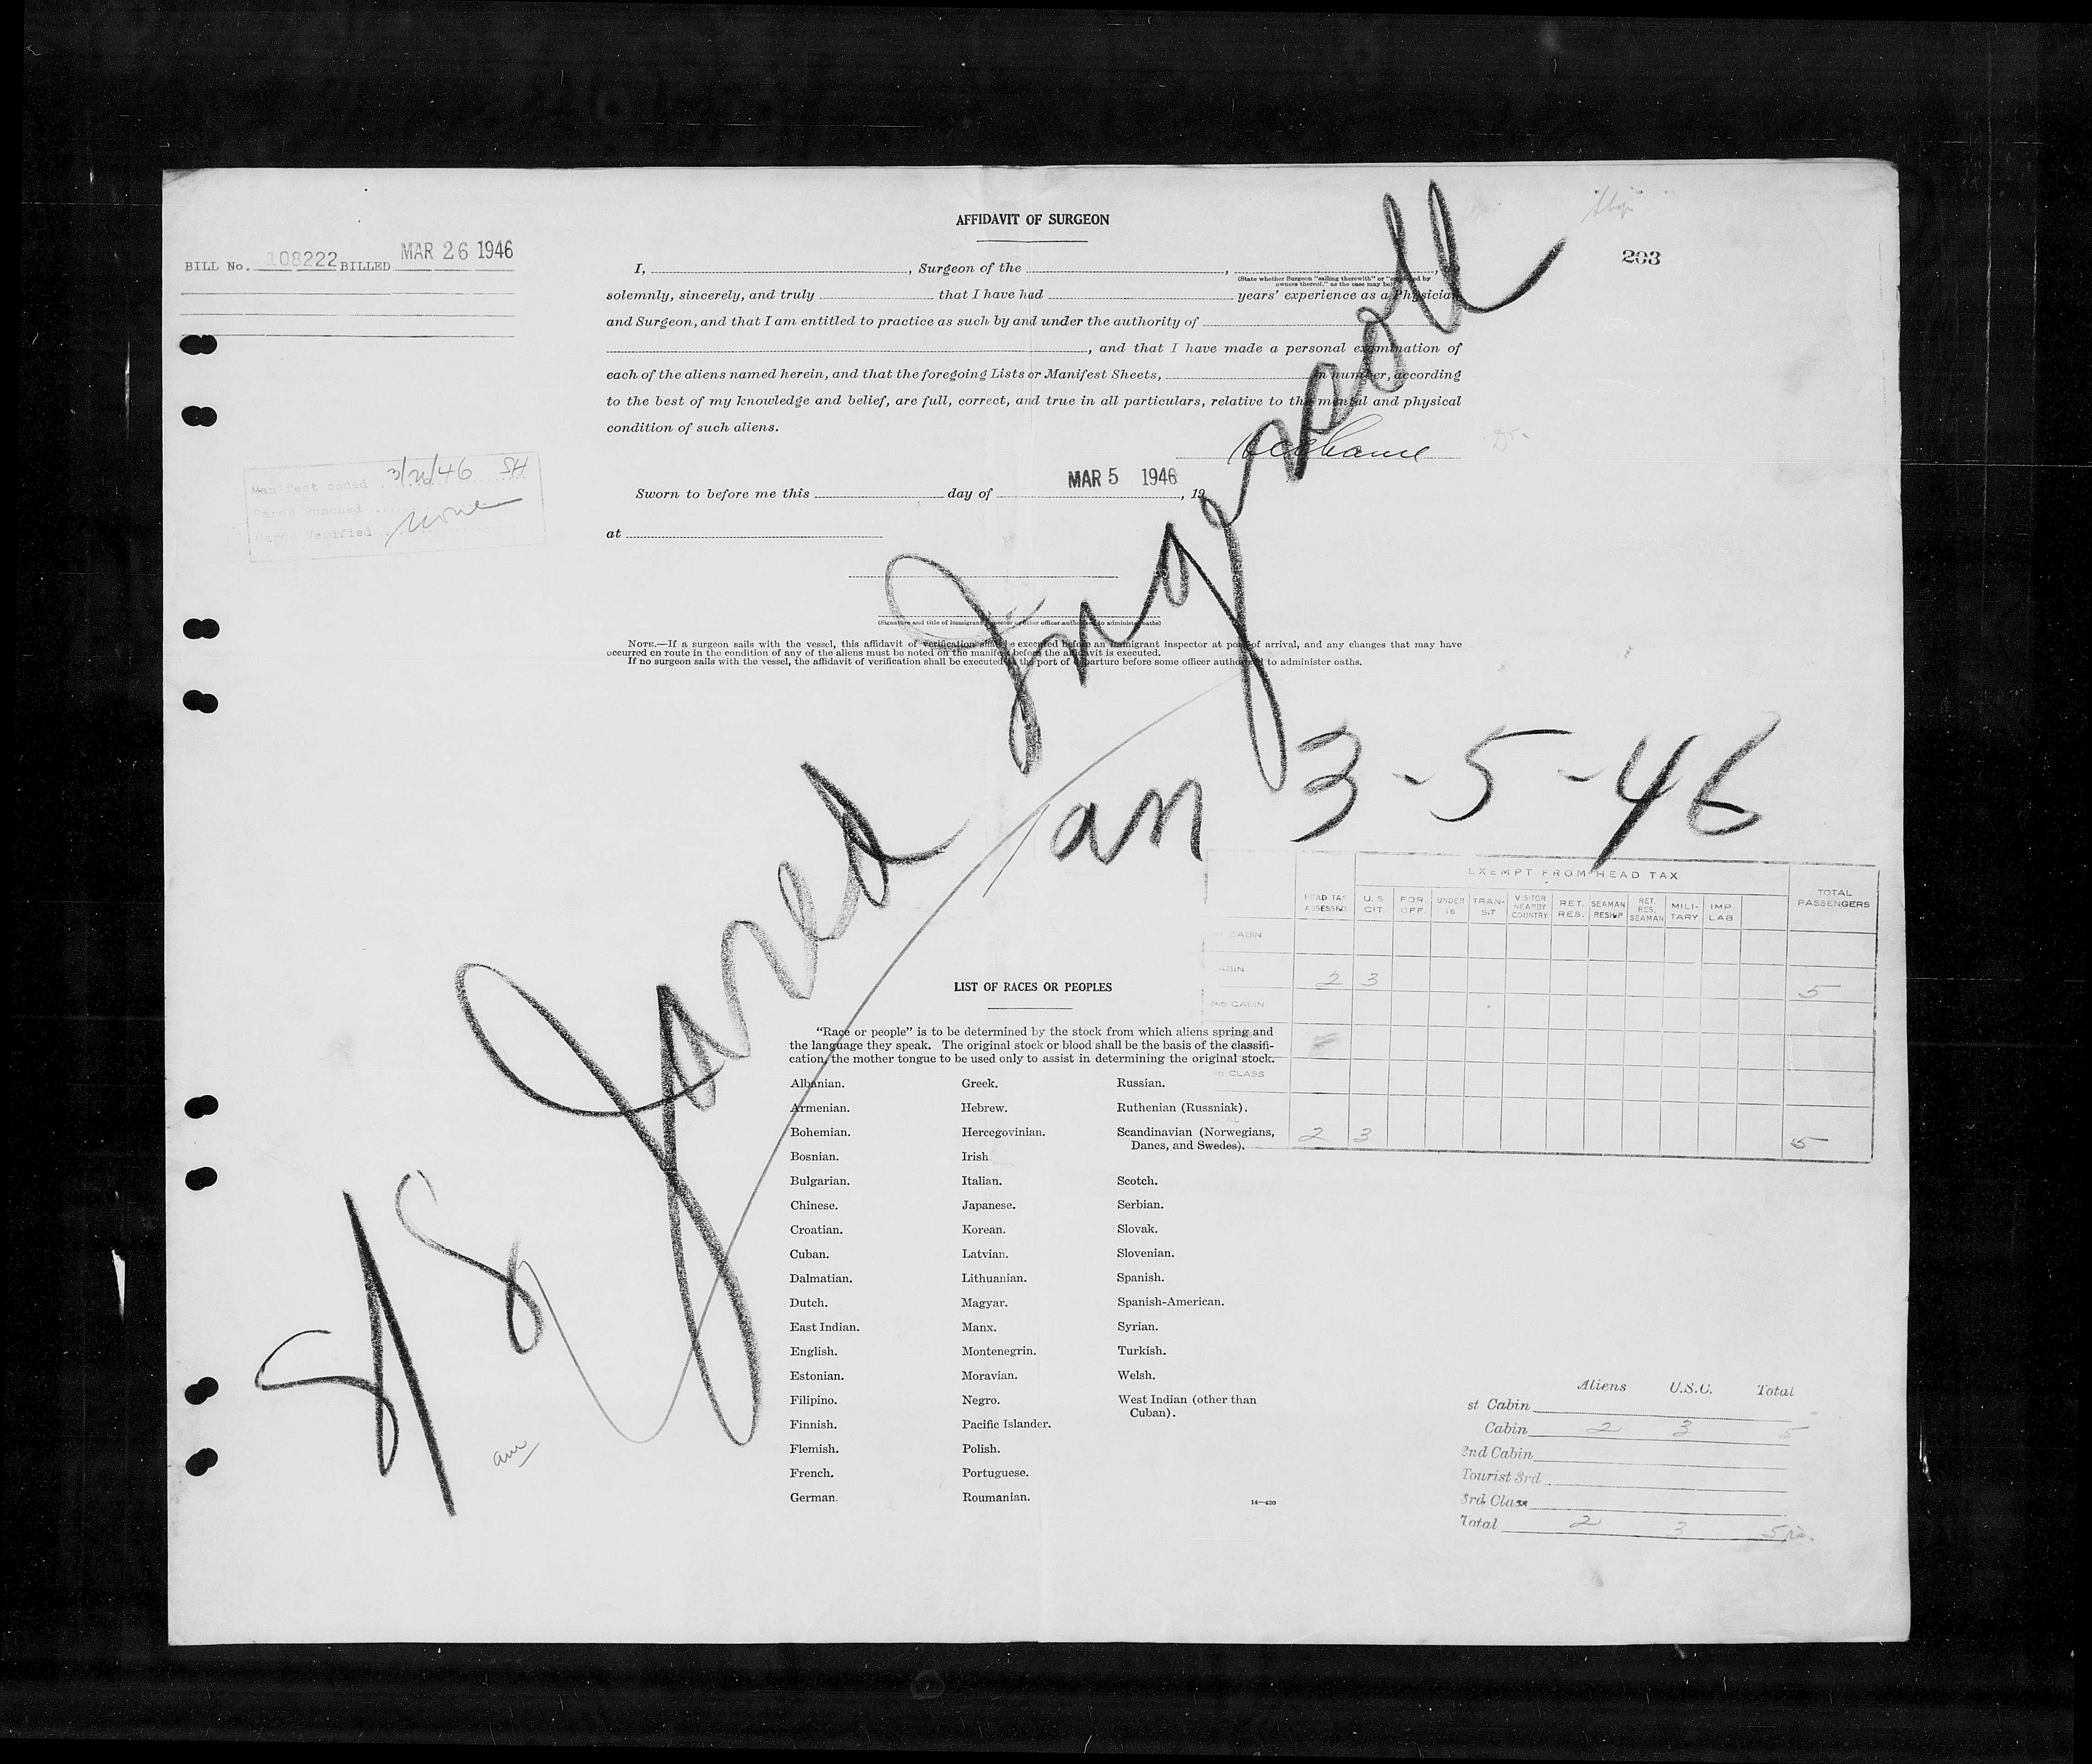 AFFIDAVIT OF SURGEON
BILL No. 108222 BILLED MAR 26 1946
203
I, , Surgeon of the , ,
(State whether Surgeon "sailing therewith" or "employed by owners thereof," as the case may be)
solemnly, sincerely, and truly that I have had years' experience as a Physician
and Surgeon, and that I am entitled to practice as such by and under the authority of
, and that I have made a personal examination of
each of the aliens named herein, and that the foregoing Lists or Manifest Sheets, in number, according
to the best of my knowledge and belief, are full, correct, and true in all particulars, relative to the mental and physical
condition of such aliens.
Manifest coded 3/26/46 SH
Cards Punched
Cards Verified none
Sworn to before me this day of MAR 5 1946, 19
at
(Signature and title of immigrant inspector or other officer authorized to administer oaths)
NOTE.—If a surgeon sails with the vessel, this affidavit of verification shall be executed before an immigrant inspector at port of arrival, and any changes that may have
occurred on route in the condition of any of the aliens must be noted on the manifest before the affidavit is executed.
If no surgeon sails with the vessel, the affidavit of verification shall be executed at the port of departure before some officer authorized to administer oaths.
S/S Jared Ingersoll
arr 3-5-46
EXEMPT FROM HEAD TAX
HEAD TAX ASSESSED U.S. CIT. FOR. OFF. UNDER 16 TRAN-SIT VISITOR NEARBY COUNTRY RET. RES. SEAMAN RESHIP RET. RES. SEAMAN MILI-TARY IMP. LAB TOTAL PASSENGERS
CABIN
CABIN 2 3 5
2ND CABIN
CLASS
2 3 5
LIST OF RACES OR PEOPLES
"Race or people" is to be determined by the stock from which aliens spring and
the language they speak. The original stock or blood shall be the basis of the classifi-
cation, the mother tongue to be used only to assist in determining the original stock.
Albanian. Greek. Russian.
Armenian. Hebrew. Ruthenian (Russniak).
Bohemian. Hercegovinian. Scandinavian (Norwegians,
Danes, and Swedes).
Bosnian. Irish
Bulgarian. Italian. Scotch.
Chinese. Japanese. Serbian.
Croatian. Korean. Slovak.
Cuban. Latvian. Slovenian.
Dalmatian. Lithuanian. Spanish.
Dutch. Magyar. Spanish-American.
East Indian. Manx. Syrian.
English. Montenegrin. Turkish.
Estonian. Moravian. Welsh.
Filipino. Negro. West Indian (other than
Cuban).
Finnish. Pacific Islander.
Flemish. Polish.
French. Portuguese.
German. Roumanian.
14—430
Aliens U.S.C. Total
st Cabin
Cabin 2 3 5
2nd Cabin
Tourist 3rd
3rd Class
Total 2 3 5